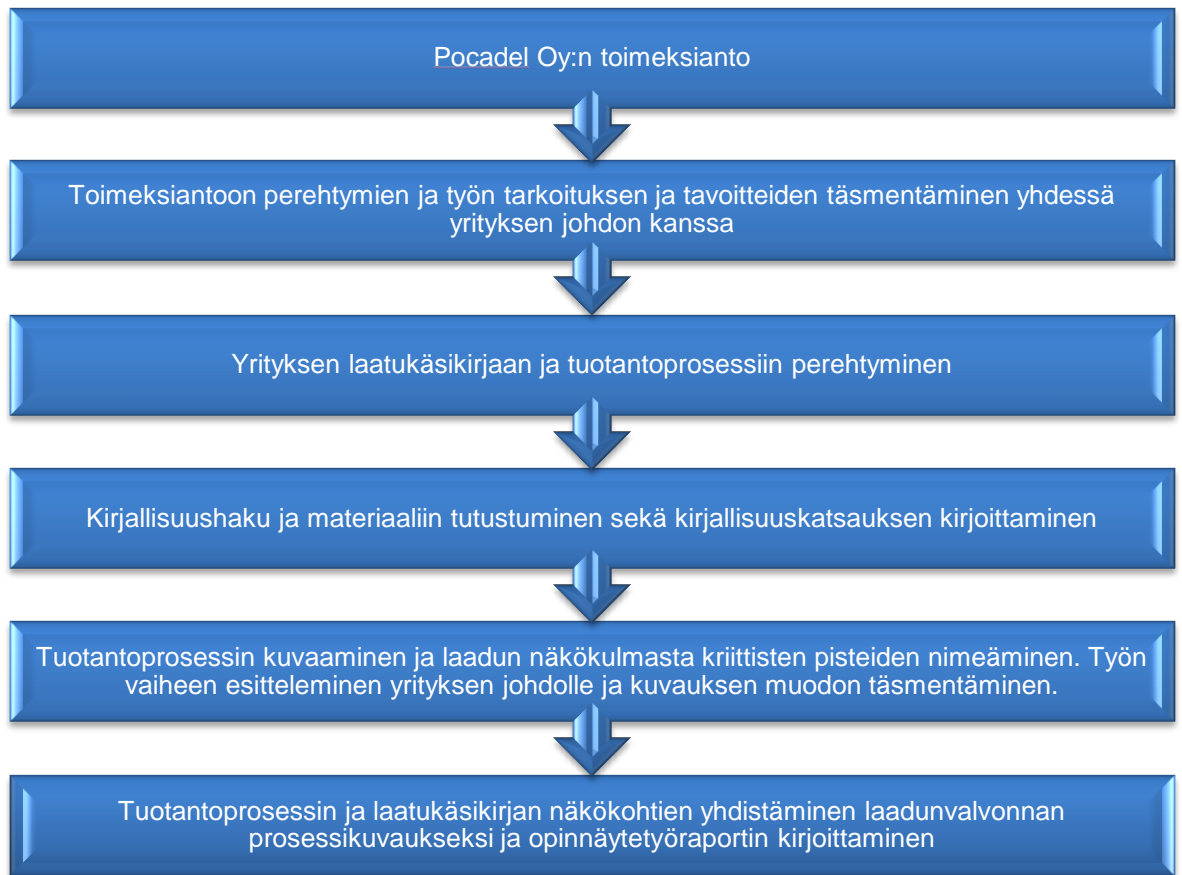 Pocadel Oy:n toimeksianto
Toimeksiantoon perehtymien ja työn tarkoituksen ja tavoitteiden täsmentäminen yhdessä
yrityksen johdon kanssa
Yrityksen laatukäsikirjaan ja tuotantoprosessiin perehtyminen
Kirjallisuushaku ja materiaaliin tutustuminen sekä kirjallisuuskatsauksen kirjoittaminen
Tuotantoprosessin kuvaaminen ja laadun näkökulmasta kriittisten pisteiden nimeäminen. Työn
vaiheen esitteleminen yrityksen johdolle ja kuvauksen muodon täsmentäminen.
Tuotantoprosessin ja laatukäsikirjan näkökohtien yhdistäminen laadunvalvonnan
prosessikuvaukseksi ja opinnäytetyöraportin kirjoittaminen